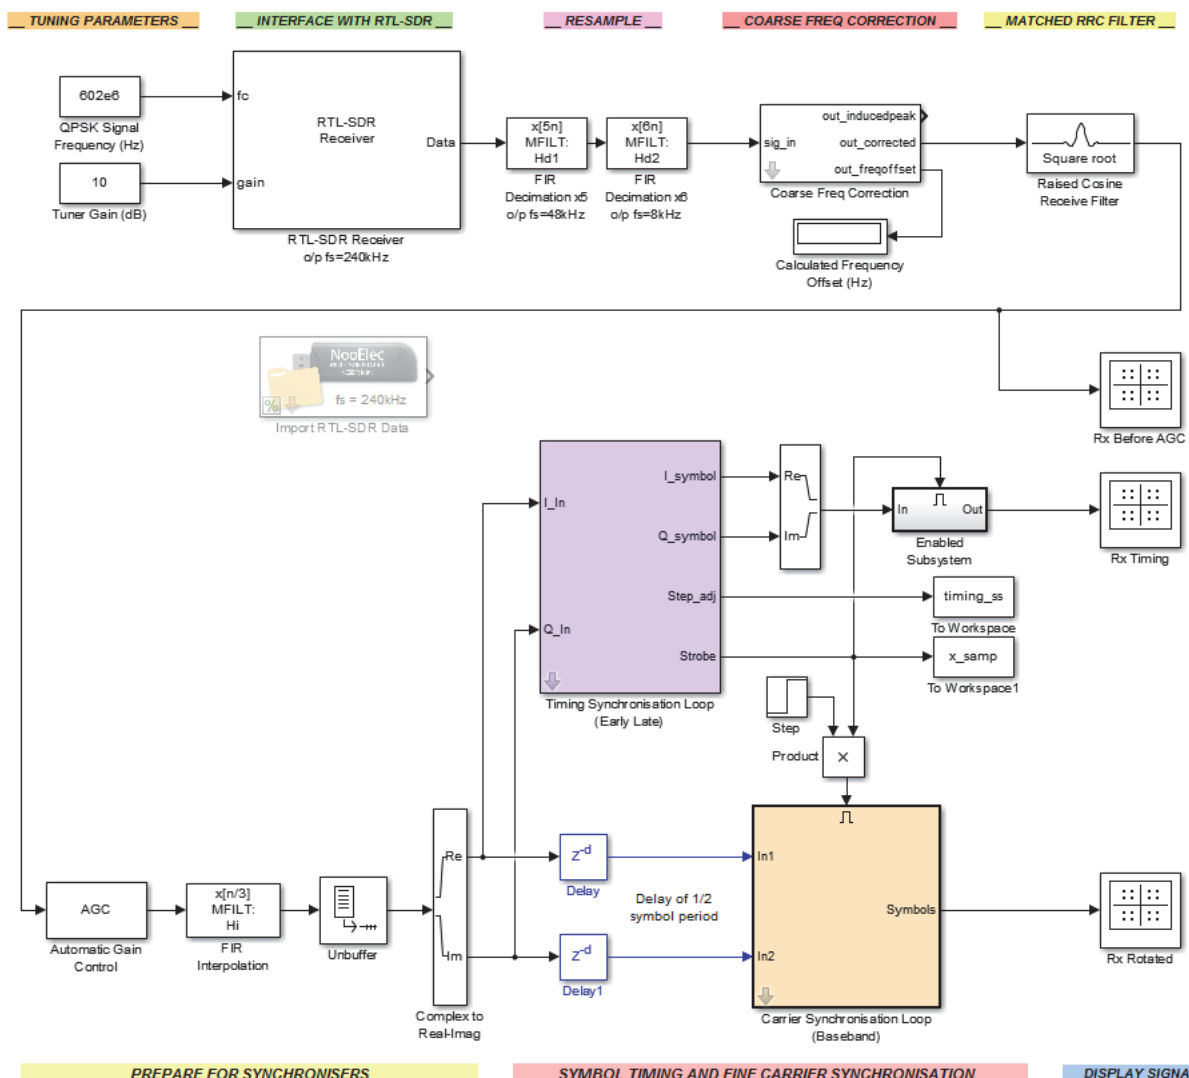 __ TUNING PARAMETERS __
__ INTERFACE WITH RTL-SDR __
__ RESAMPLE __
__ COARSE FREQ CORRECTION __
__ MATCHED RRC FILTER __
602e6
QPSK Signal
Frequency (Hz)
10
Tuner Gain (dB)
fc
gain
RTL-SDR
Receiver
Data
RTL-SDR Receiver
o/p fs=240kHz
x[5n]
MFILT:
Hd1
FIR
Decimation x5
o/p fs=48kHz
x[6n]
MFILT:
Hd2
FIR
Decimation x6
o/p fs=8kHz
sig_in
out_inducedpeak
out_corrected
out_freqoffset
Coarse Freq Correction
Calculated Frequency
Offset (Hz)
Square root
Raised Cosine
Receive Filter
NooElec
fs = 240kHz
Import RTL-SDR Data
Rx Before AGC
I_In
Q_In
I_symbol
Q_symbol
Step_adj
Strobe
Timing Synchronisation Loop
(Early Late)
Re
Im
In
Out
Enabled
Subsystem
Rx Timing
timing_ss
To Workspace
x_samp
To Workspace1
Step
Product
×
AGC
Automatic Gain
Control
x[n/3]
MFILT:
Hi
FIR
Interpolation
Unbuffer
Re
Im
Complex to
Real-Imag
Z-d
Delay
Delay of 1/2
symbol period
Z-d
Delay1
In1
In2
Symbols
Carrier Synchronisation Loop
(Baseband)
Rx Rotated
PREPARE FOR SYNCHRONISERS
SYMBOL TIMING AND FINE CARRIER SYNCHRONISATION
DISPLAY SIGNA